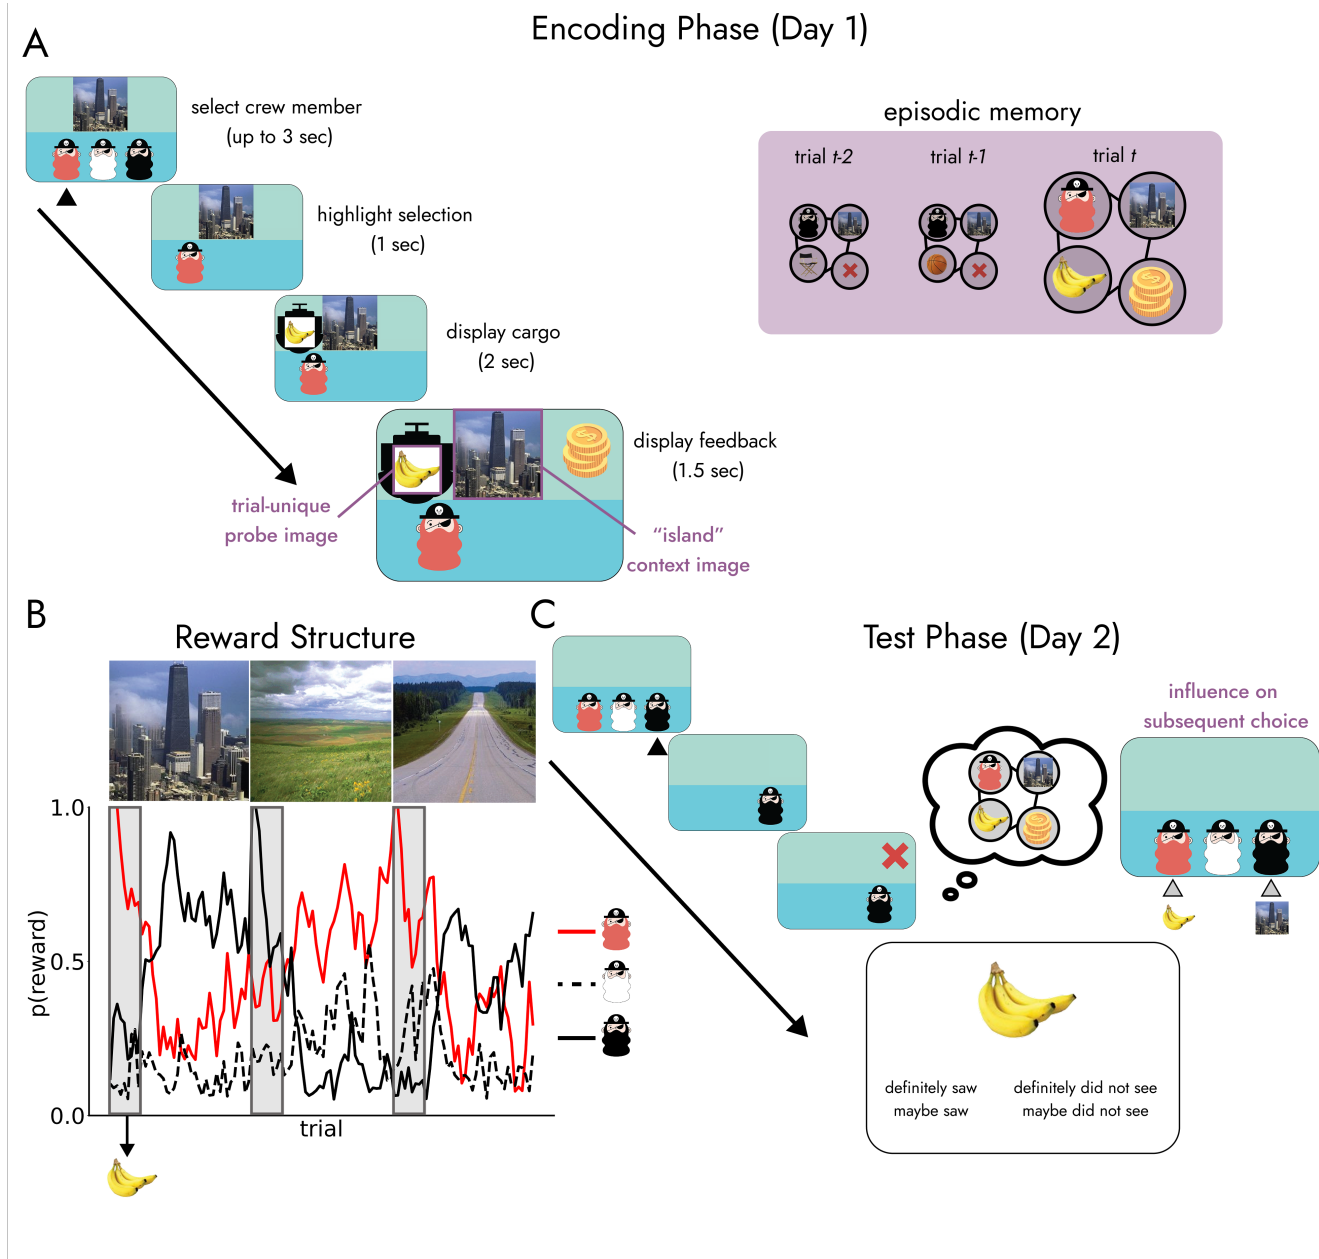 Encoding Phase (Day 1)
A
select crew member
(up to 3 sec)
highlight selection
(1 sec)
display cargo
(2 sec)
display feedback
(1.5 sec)
trial-unique
probe image
“island”
context image
episodic memory
trial t-2
trial t-1
trial t
B
Reward Structure
1.0
0.5
0.0
p(reward)
trial
C
Test Phase (Day 2)
influence on
subsequent choice
definitely saw
maybe saw
definitely did not see
maybe did not see